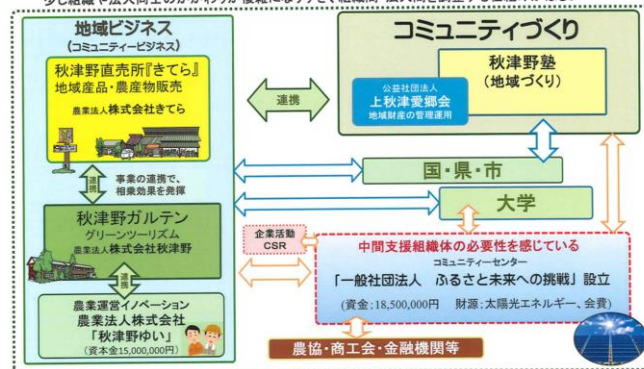 地域ビジネス
(コミュニティービジネス)
秋津野直売所『きてら』
地域産品・農産物販売
農業法人株式会社きてら
連携
事業の連携で、
相乗効果を発揮
秋津野ガルテン
グリーンツーリズム
農業法人株式会社秋津野
連携
農業運営イノベーション
農業法人株式会社
「秋津野ゆい」
(資本金15,000,000円)
連携
コミュニティづくり
秋津野塾
(地域づくり)
公益社団法人
上秋津愛郷会
地域財産の管理運用
国・県・市
大学
企業活動
CSR
中間支援組織体の必要性を感じている
コミュニティーセンター
「一般社団法人 ふるさと未来への挑戦」設立
(資金;18,500,000円 財源;太陽光エネルギー、会費)
農協・商工会・金融機関等